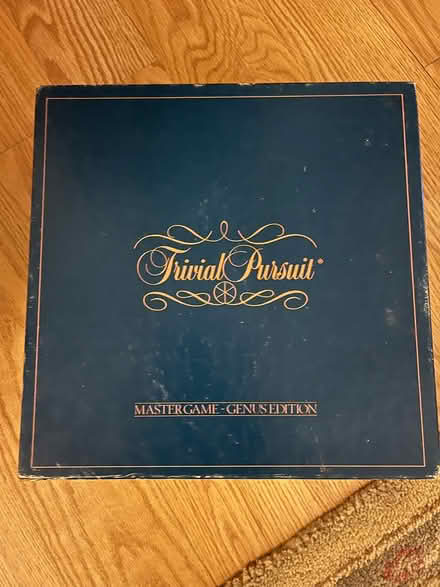 Trivial Pursuit®
MASTER GAME - GENUS EDITION